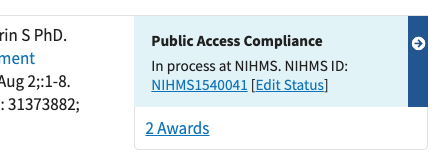 rin S PhD.
ment
Aug 2;:1-8.
: 31373882;
Public Access Compliance
In process at NIHMS. NIHMS ID:
NIHMS1540041 [Edit Status]
2 Awards